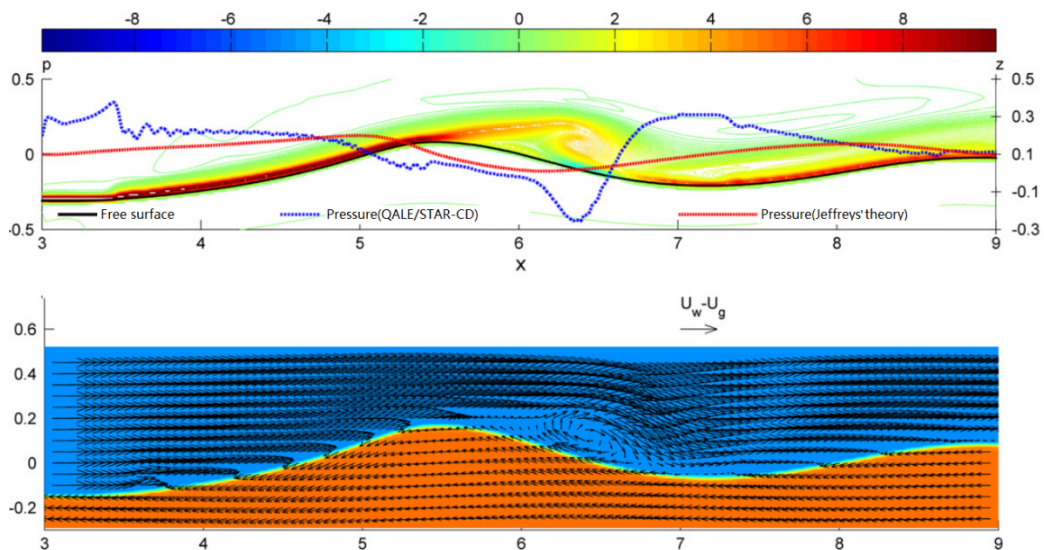 -8 -6 -4 -2 0 2 4 6 8
p z
0.5 0.5
0.3
0 0.1
-0.1
Free surface Pressure(QALE/STAR-CD) Pressure(Jeffreys' theory)
-0.5 -0.3
3 4 5 6 7 8 9
X
U_w-U_g
0.6
0.4
0.2
0
-0.2
3 4 5 6 7 8 9